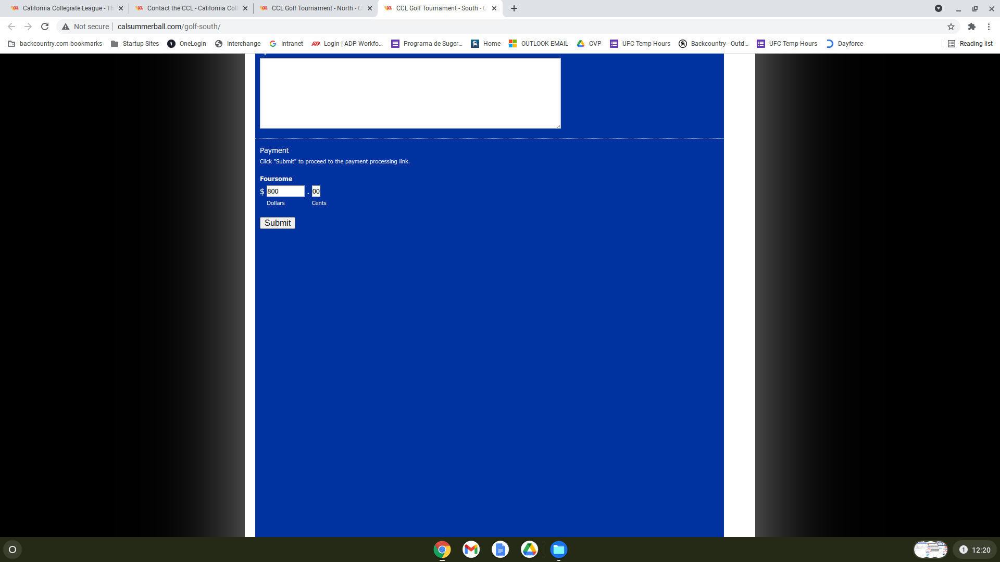 California Collegiate League - Th
Contact the CCL - California Coll
CCL Golf Tournament - North - C
CCL Golf Tournament - South - C
Not secure
calsummerball.com/golf-south/
backcountry.com bookmarks
Startup Sites
OneLogin
Interchange
Intranet
Login | ADP Workfo...
Programa de Suger...
Home
OUTLOOK EMAIL
CVP
UFC Temp Hours
Backcountry - Outd...
UFC Temp Hours
Dayforce
Reading list
Payment
Click "Submit" to proceed to the payment processing link.
Foursome
$ 800 . 00
Dollars Cents
Submit
1 12:20